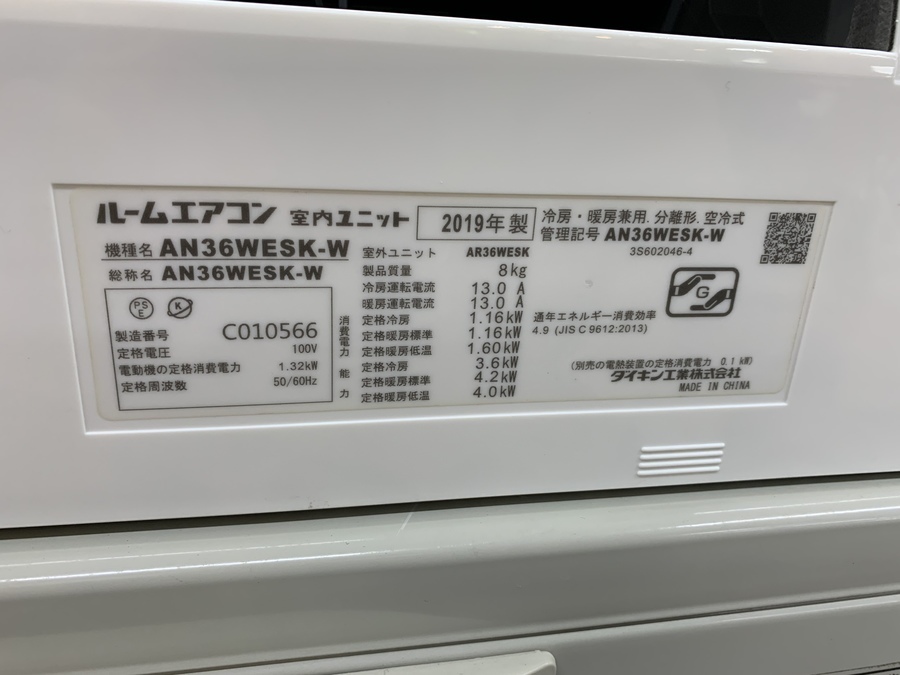 ルームエアコン 室内ユニット 2019年製 冷房・暖房兼用.分離形.空冷式
機種名 AN36WESK-W
総称名 AN36WESK-W
PSE
K
製造番号 C010566
定格電圧 100V
電動機の定格消費電力 1.32kW
定格周波数 50/60Hz
室外ユニット AR36WESK
製品質量 8kg
冷房運転電流 13.0 A
暖房運転電流 13.0 A
消費電力
定格冷房 1.16kW
定格暖房標準 1.16kW
定格暖房低温 1.60kW
能力
定格冷房 3.6kW
定格暖房標準 4.2kW
定格暖房低温 4.0kW
管理記号 AN36WESK-W
3S602046-4
G
通年エネルギー消費効率
4.9 (JIS C 9612:2013)
(別売の電熱装置の定格消費電力 0.1 kW)
ダイキン工業株式会社
MADE IN CHINA